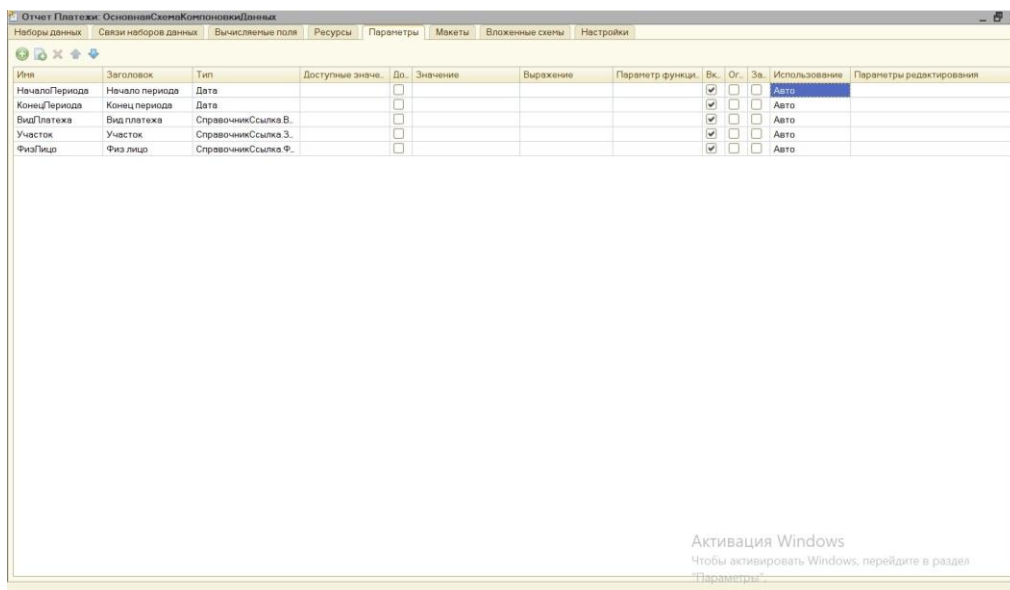 Отчет Платежи: ОсновнаяСхемаКомпоновкиДанных
Наборы данных Связи наборов данных Вычисляемые поля Ресурсы Параметры Макеты Вложенные схемы Настройки
Имя Заголовок Тип Доступные значе... До... Значение Выражение Параметр функци... Вк... Ог... За... Использование Параметры редактирования
НачалоПериода Начало периода Дата Авто
КонецПериода Конец периода Дата Авто
ВидПлатежа Вид платежа СправочникСсылка.В... Авто
Участок Участок СправочникСсылка.З... Авто
ФизЛицо Физ лицо СправочникСсылка.Ф... Авто
Активация Windows
Чтобы активировать Windows, перейдите в раздел
"Параметры".